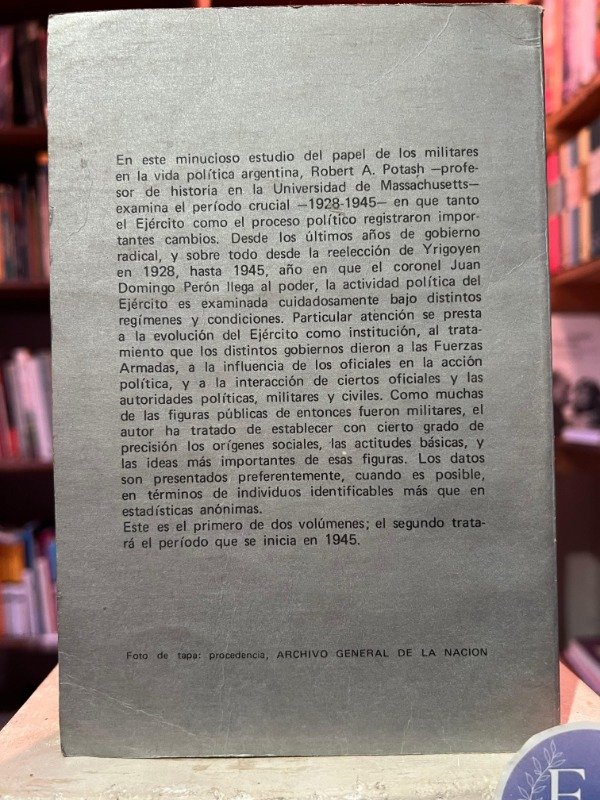 En este minucioso estudio del papel de los militares
en la vida política argentina, Robert A. Potash —profe-
sor de historia en la Universidad de Massachusetts—
examina el período crucial —1928-1945— en que tanto
el Ejército como el proceso político registraron impor-
tantes cambios. Desde los últimos años de gobierno
radical, y sobre todo desde la reelección de Yrigoyen
en 1928, hasta 1945, año en que el coronel Juan
Domingo Perón llega al poder, la actividad política del
Ejército es examinada cuidadosamente bajo distintos
regímenes y condiciones. Particular atención se presta
a la evolución del Ejército como institución, al trata-
miento que los distintos gobiernos dieron a las Fuerzas
Armadas, a la influencia de los oficiales en la acción
política, y a la interacción de ciertos oficiales y las
autoridades políticas, militares y civiles. Como muchas
de las figuras públicas de entonces fueron militares, el
autor ha tratado de establecer con cierto grado de
precisión los orígenes sociales, las actitudes básicas, y
las ideas más importantes de esas figuras. Los datos
son presentados preferentemente, cuando es posible,
en términos de individuos identificables más que en
estadísticas anónimas.
Este es el primero de dos volúmenes; el segundo trata-
rá el período que se inicia en 1945.
Foto de tapa: procedencia, ARCHIVO GENERAL DE LA NACION
E